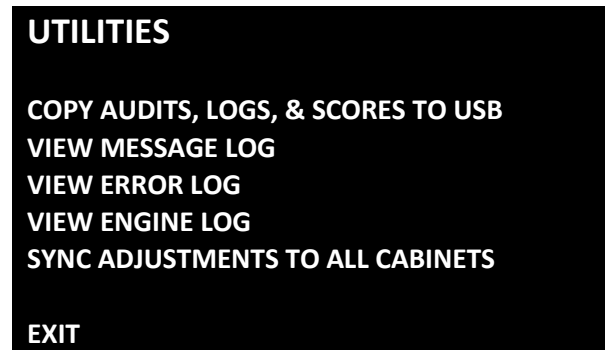 UTILITIES
COPY AUDITS, LOGS, & SCORES TO USB
VIEW MESSAGE LOG
VIEW ERROR LOG
VIEW ENGINE LOG
SYNC ADJUSTMENTS TO ALL CABINETS
EXIT